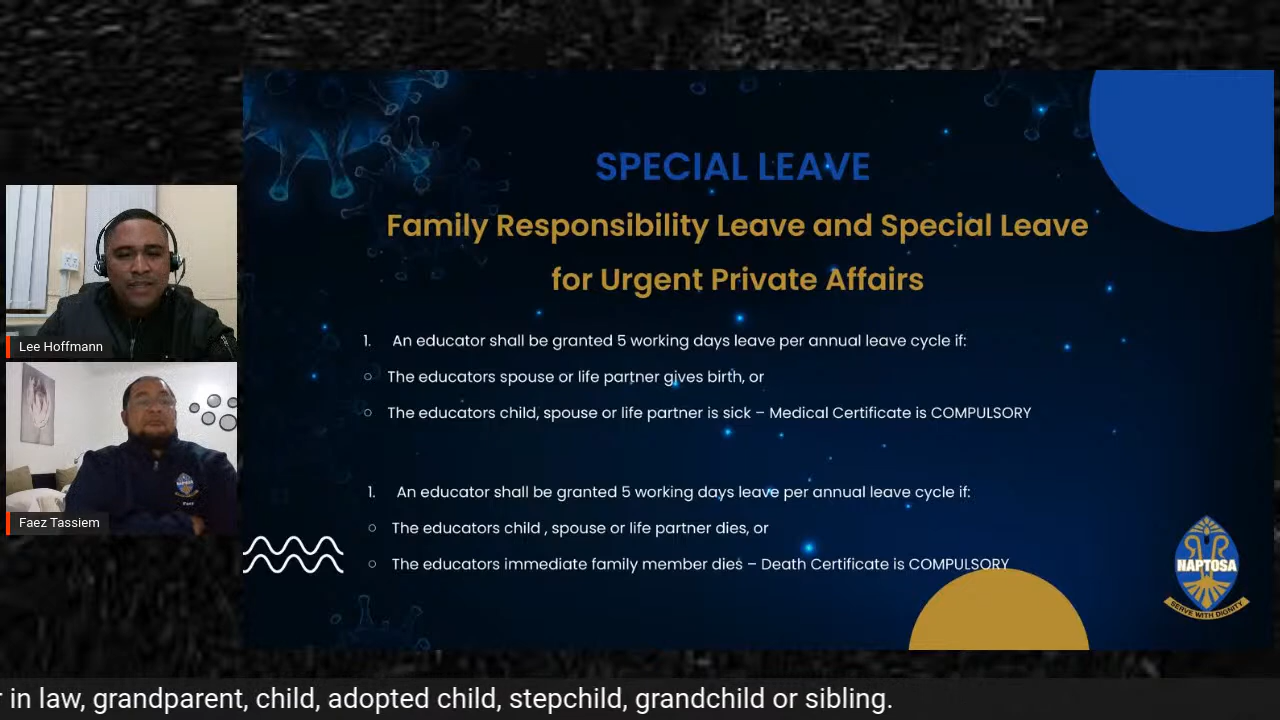 SPECIAL LEAVE
Family Responsibility Leave and Special Leave
for Urgent Private Affairs
1. An educator shall be granted 5 working days leave per annual leave cycle if:
○ The educators spouse or life partner gives birth, or
○ The educators child, spouse or life partner is sick – Medical Certificate is COMPULSORY
1. An educator shall be granted 5 working days leave per annual leave cycle if:
○ The educators child , spouse or life partner dies, or
○ The educators immediate family member dies – Death Certificate is COMPULSORY
Lee Hoffmann
Faez Tassiem
NAPTOSA
SERVE WITH DIGNITY
in law, grandparent, child, adopted child, stepchild, grandchild or sibling.